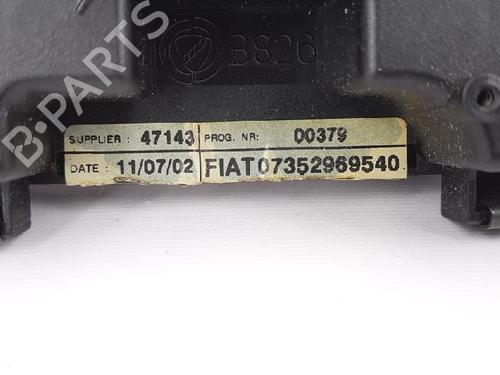 B826
B-PARTS
SUPPLIER : 47143 PROG. NR: 00379
DATE : 11/07/02 FIAT07352969540